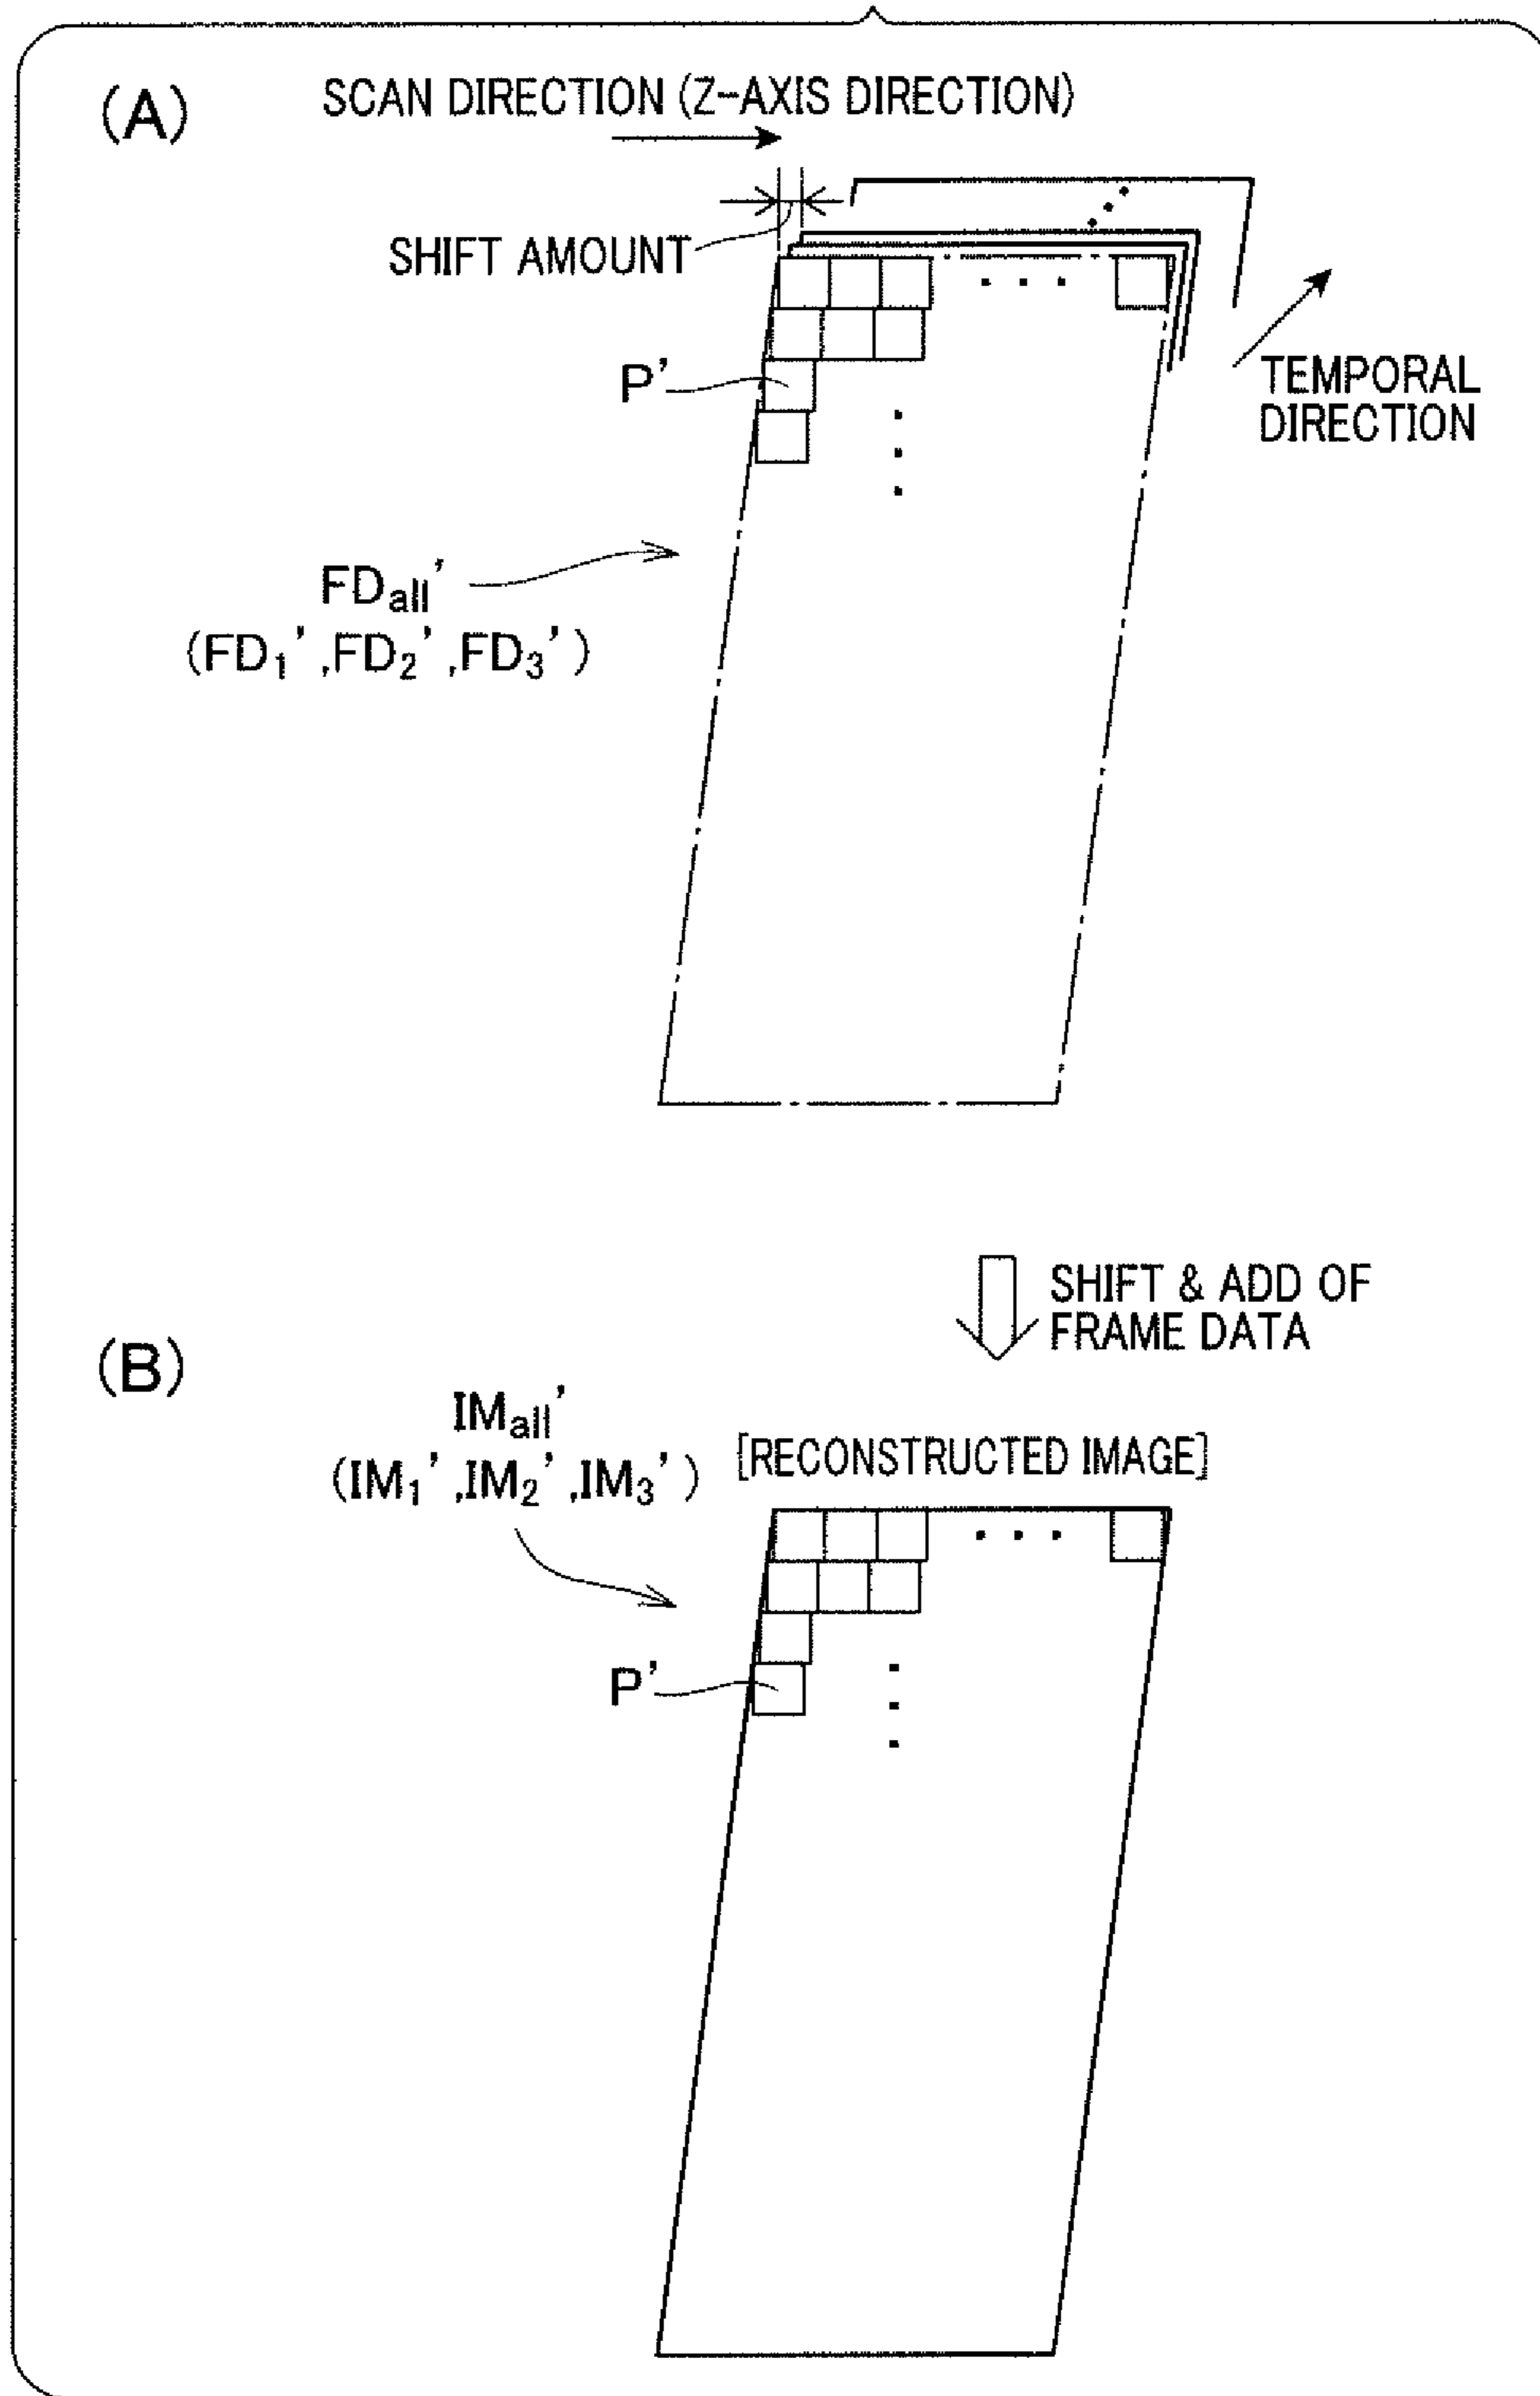 (A)
SCAN DIRECTION (Z-AXIS DIRECTION)
SHIFT AMOUNT
P'
TEMPORAL
DIRECTION
FDall'
(FD1',FD2',FD3')
SHIFT & ADD OF
FRAME DATA
(B)
IMall'
(IM1',IM2',IM3')
[RECONSTRUCTED IMAGE]
P'